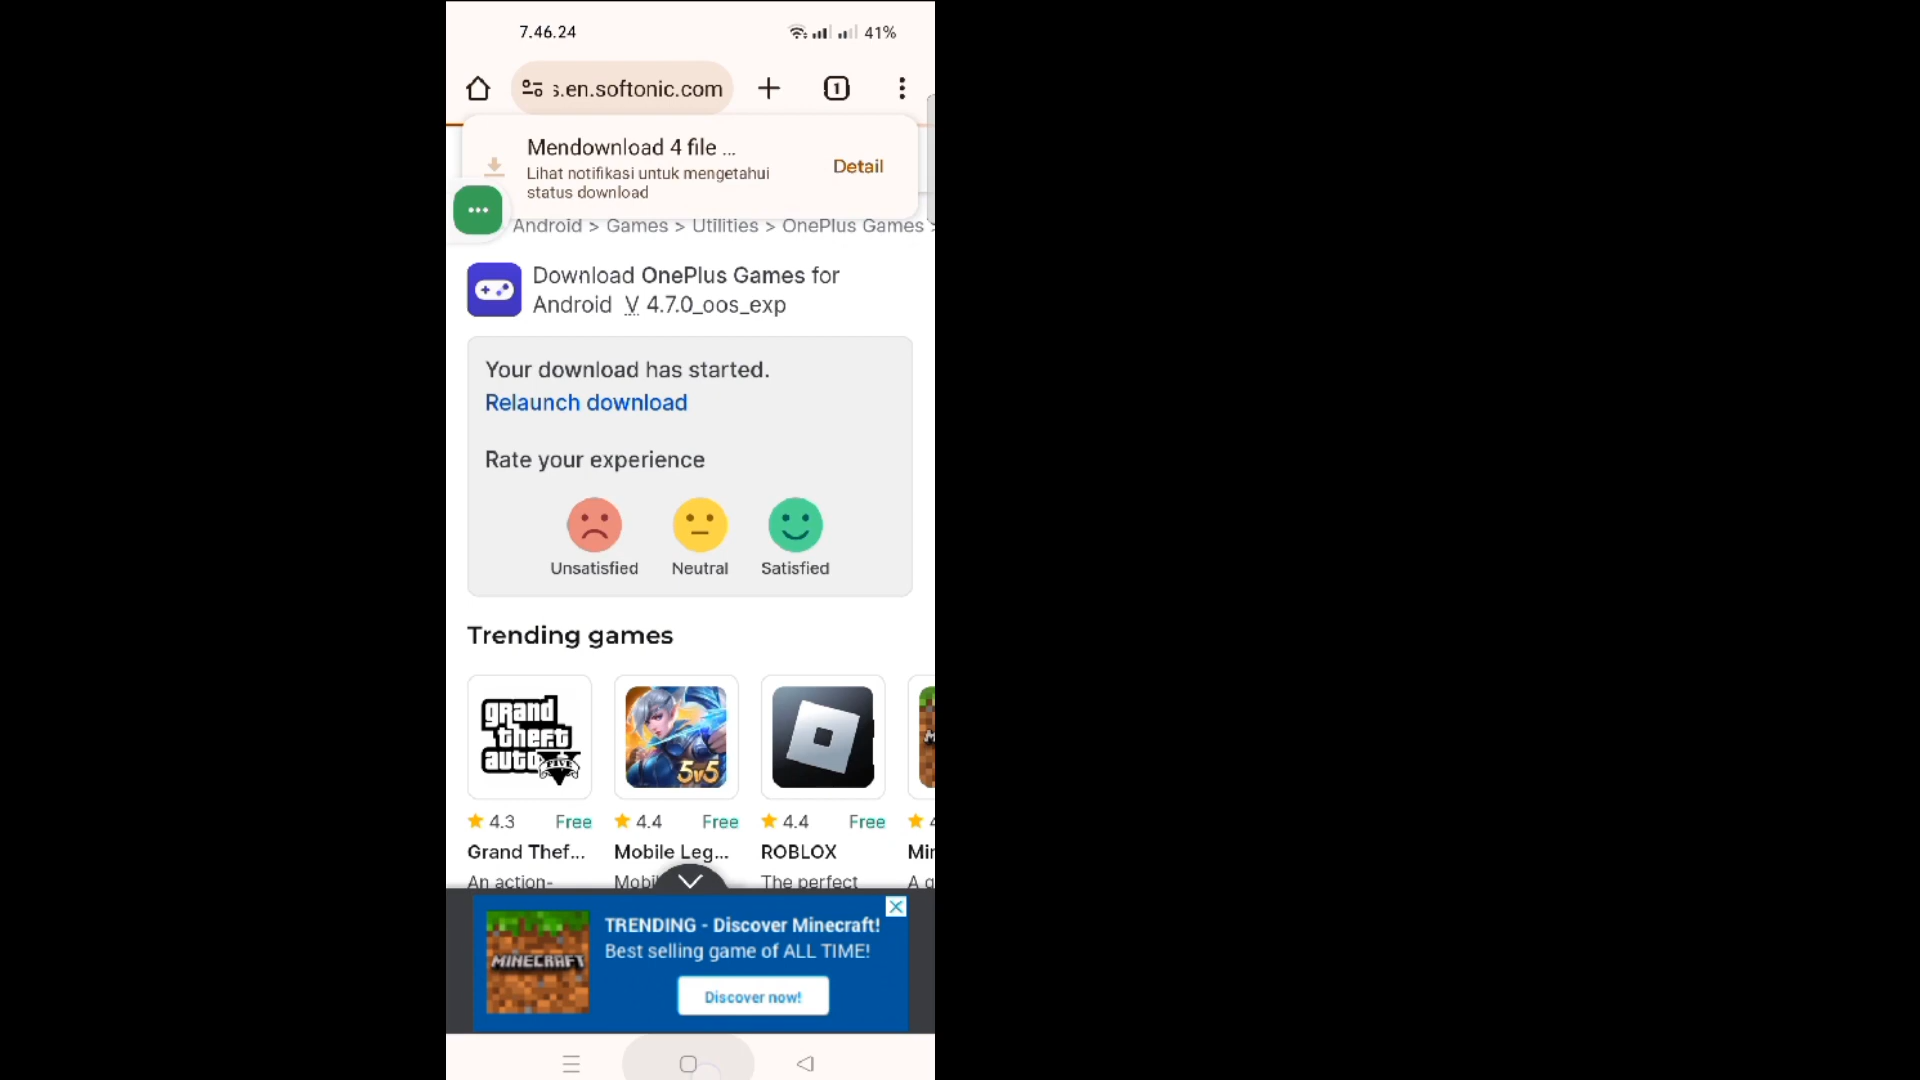 7.46.24
41%
s.en.softonic.com
1
Mendownload 4 file ...
Lihat notifikasi untuk mengetahui
status download
Detail
Android > Games > Utilities > OnePlus Games >
Download OnePlus Games for
Android V 4.7.0_oos_exp
Your download has started.
Relaunch download
Rate your experience
Unsatisfied Neutral Satisfied
Trending games
grand
theft
auto
FIVE
5v5
4.3 Free
4.4 Free
4.4 Free
Grand Thef...
Mobile Leg...
ROBLOX
An action-
The perfect
TRENDING - Discover Minecraft!
Best selling game of ALL TIME!
MINECRAFT
Discover now!